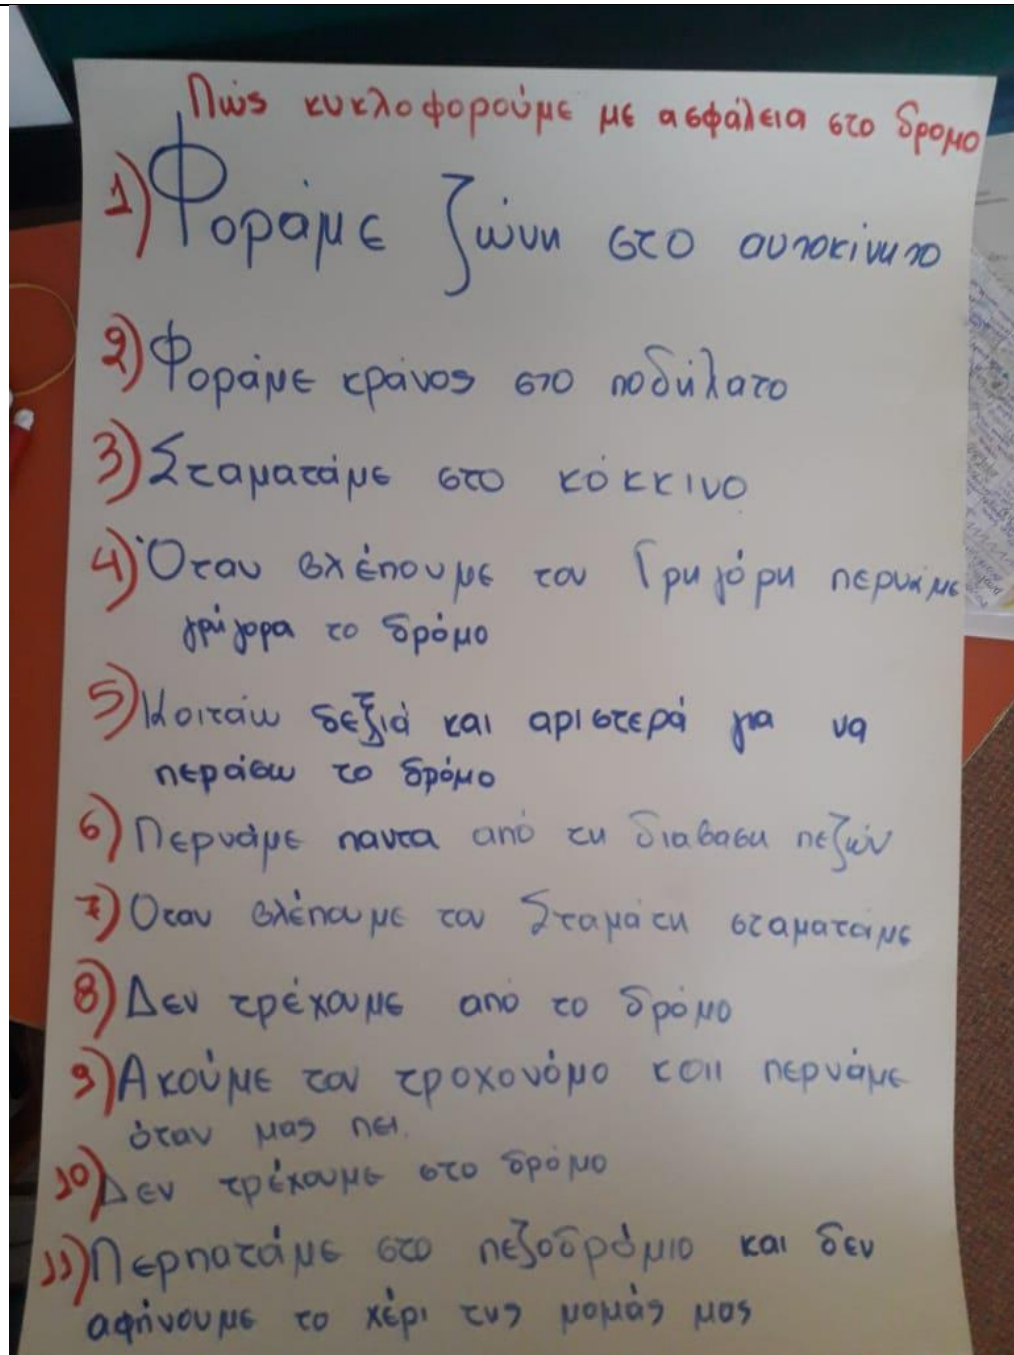 Πώς κυκλοφορούμε με ασφάλεια στο δρομο
1) Φοράμε ζώνη στο αυτοκίνητο
2) Φοράμε κράνος στο ποδήλατο
3) Σταματάμε στο κόκκινο
4) Όταν βλέπουμε τον Γρηγόρη περνάμε
γρήγορα το δρόμο
5) Κοιτάω δεξιά και αριστερά για να
περάσω το δρόμο
6) Περνάμε παντα από τη διαβαση πεζών
7) Οταν βλέπουμε τον Σταμάτη σταματάμε
8) Δεν τρέχουμε από το δρόμο
9) Ακούμε τον τροχονόμο και περνάμε
όταν μας πει.
10) Δεν τρέχουμε στο δρόμο
11) Περπατάμε στο πεζοδρόμιο και δεν
αφήνουμε το χέρι της μαμάς μας